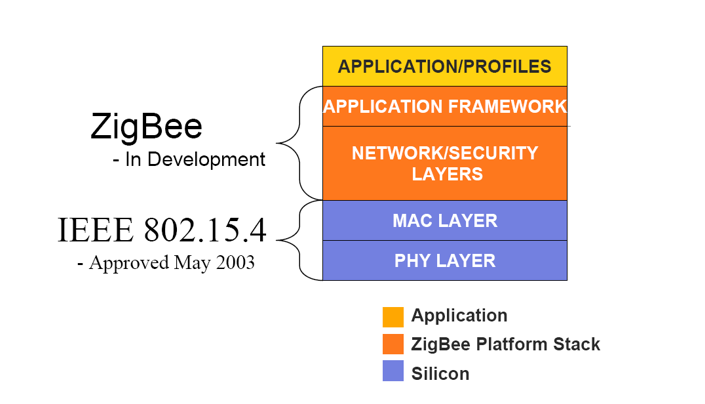 APPLICATION/PROFILES
APPLICATION FRAMEWORK
ZigBee
- In Development
NETWORK/SECURITY
LAYERS
IEEE 802.15.4
- Approved May 2003
MAC LAYER
PHY LAYER
Application
ZigBee Platform Stack
Silicon